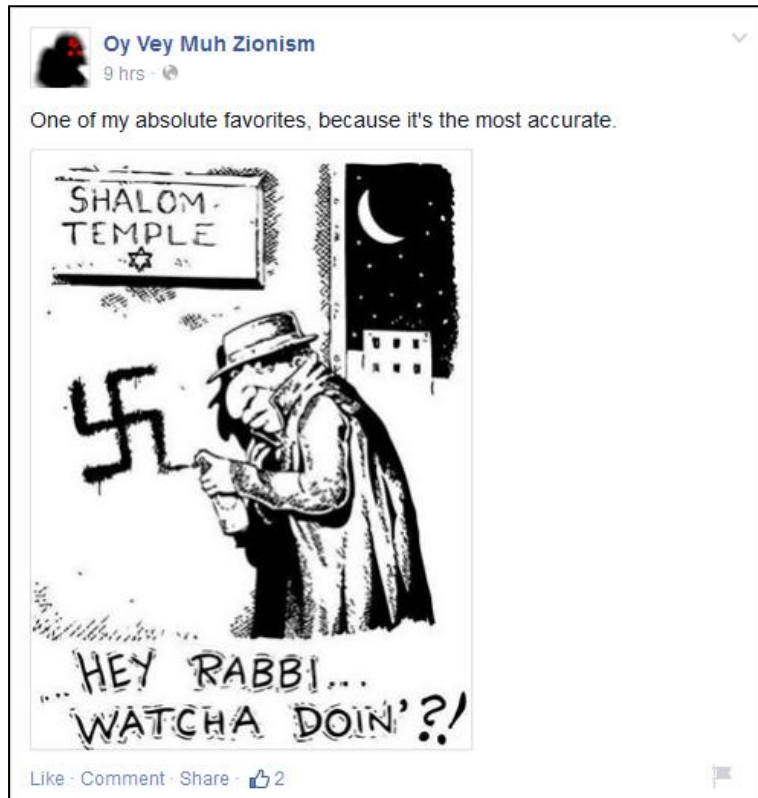 Oy Vey Muh Zionism
9 hrs ·
One of my absolute favorites, because it's the most accurate.
SHALOM
TEMPLE
...HEY RABBI...
WATCHA DOIN'?!
Like · Comment · Share · 2